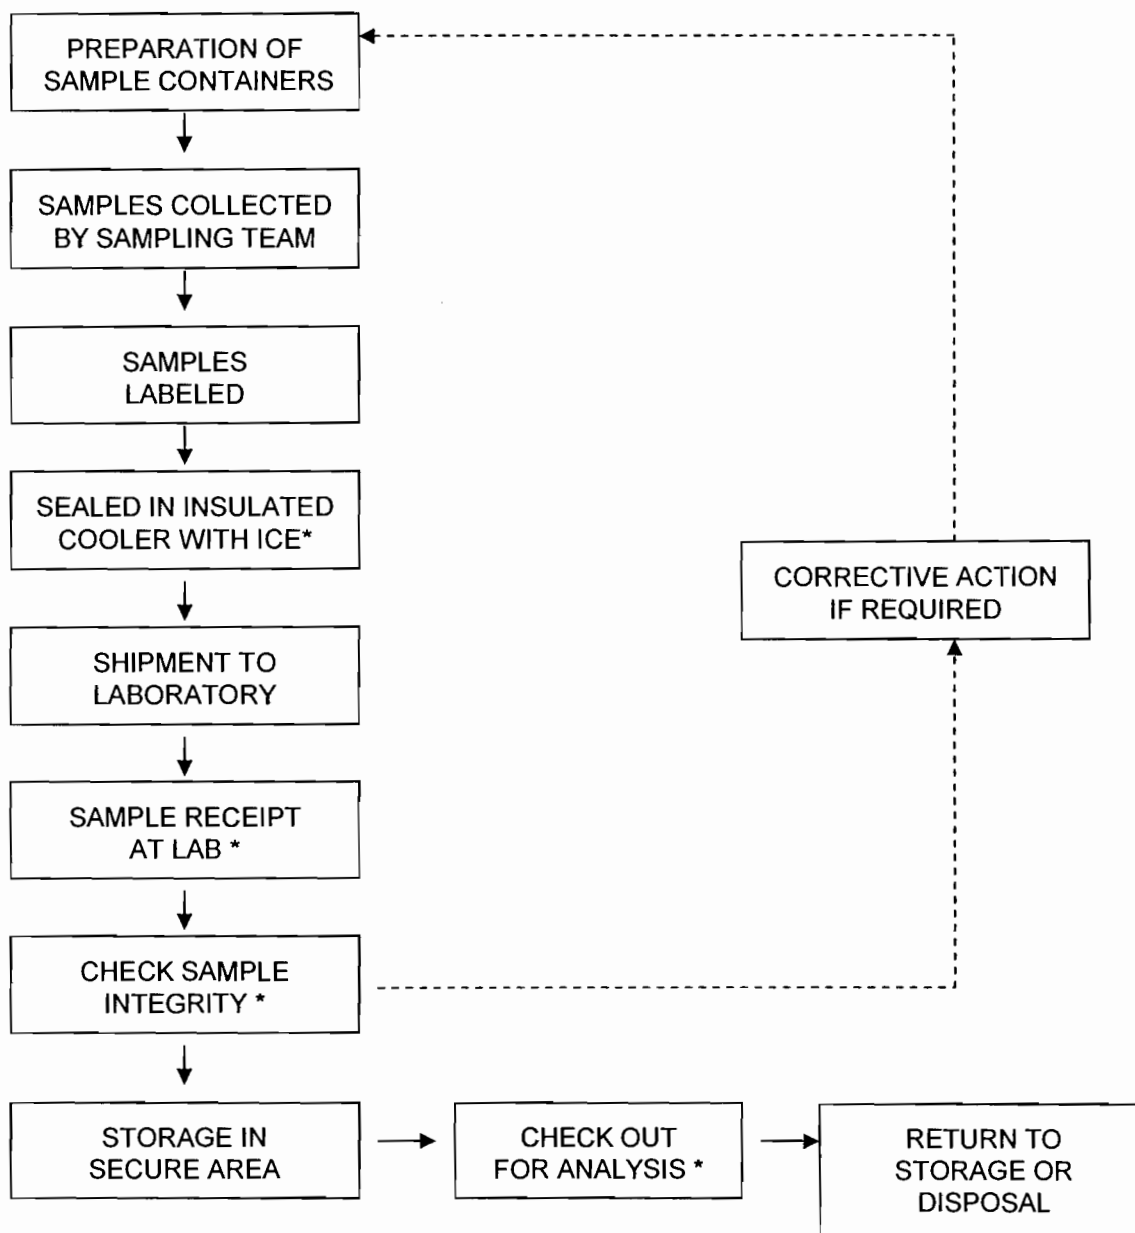 PREPARATION OF
SAMPLE CONTAINERS
SAMPLES COLLECTED
BY SAMPLING TEAM
SAMPLES
LABELED
SEALED IN INSULATED
COOLER WITH ICE*
CORRECTIVE ACTION
IF REQUIRED
SHIPMENT TO
LABORATORY
SAMPLE RECEIPT
AT LAB *
CHECK SAMPLE
INTEGRITY *
STORAGE IN
SECURE AREA
CHECK OUT
FOR ANALYSIS *
RETURN TO
STORAGE OR
DISPOSAL